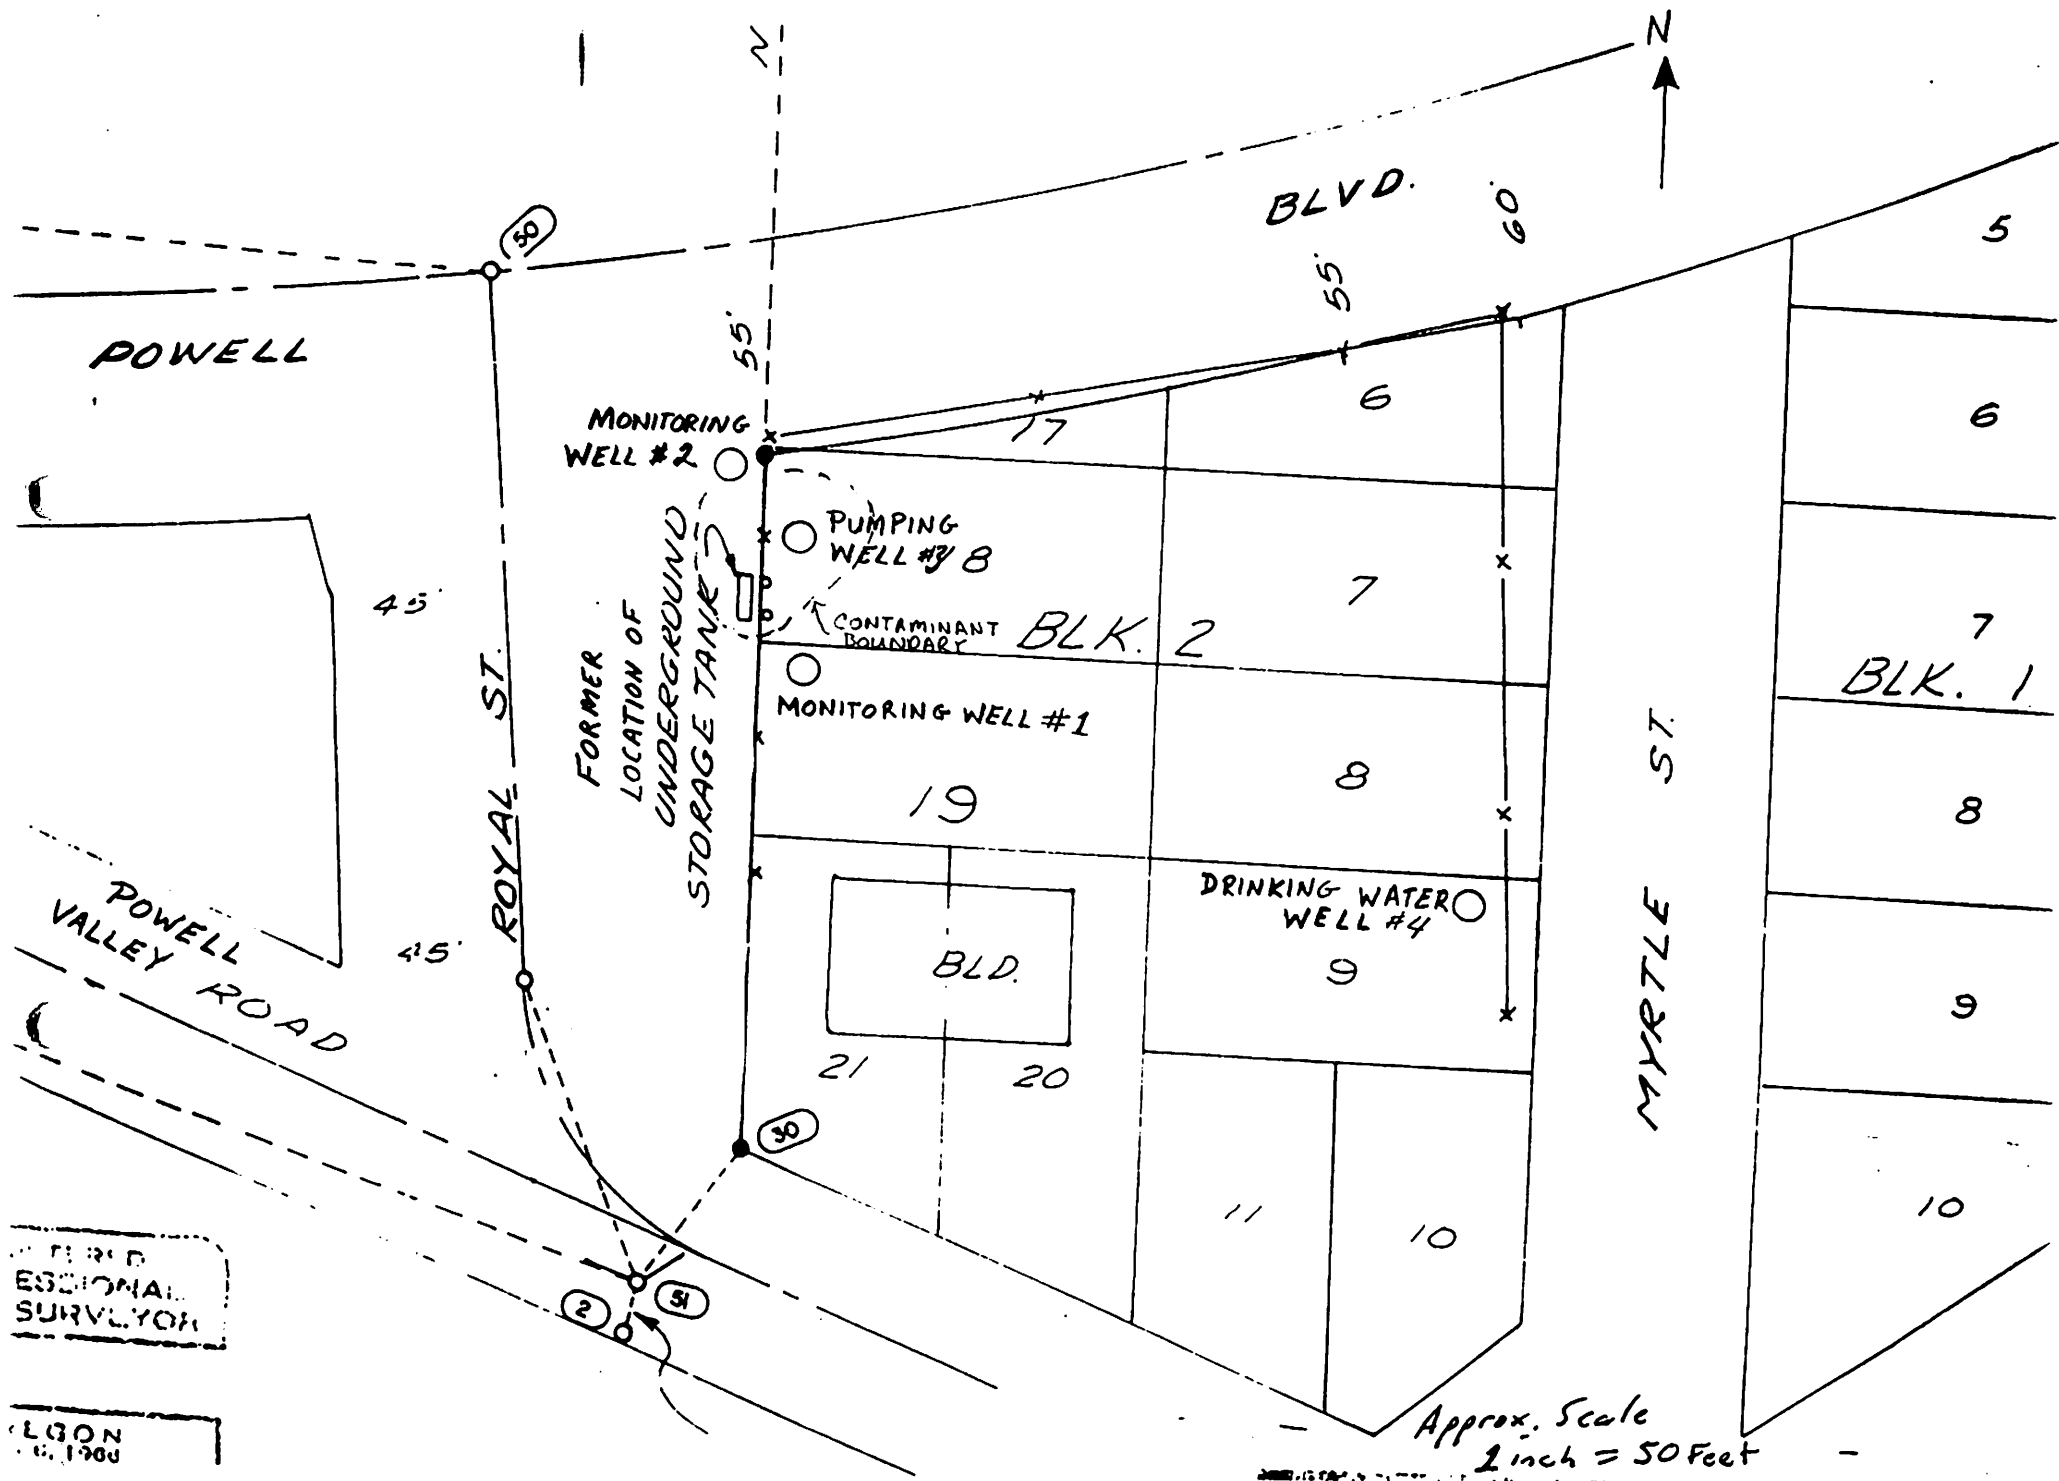 N
N
50
BLVD.
60'
55'
55'
POWELL
5
MONITORING
WELL #2
17
6
6
PUMPING
WELL # 8
45'
FORMER
LOCATION OF
UNDERGROUND
STORAGE TANK
CONTAMINANT
BOUNDARY
BLK. 2
7
7
BLK. 1
ROYAL ST.
MONITORING WELL #1
19
8
8
MYRTLE ST.
POWELL
VALLEY ROAD
45'
DRINKING WATER
WELL #4
BLD.
9
9
21
20
30
11
10
10
ESSIONAL
SURVEYOR
2
51
Approx. Scale
1 inch = 50 Feet